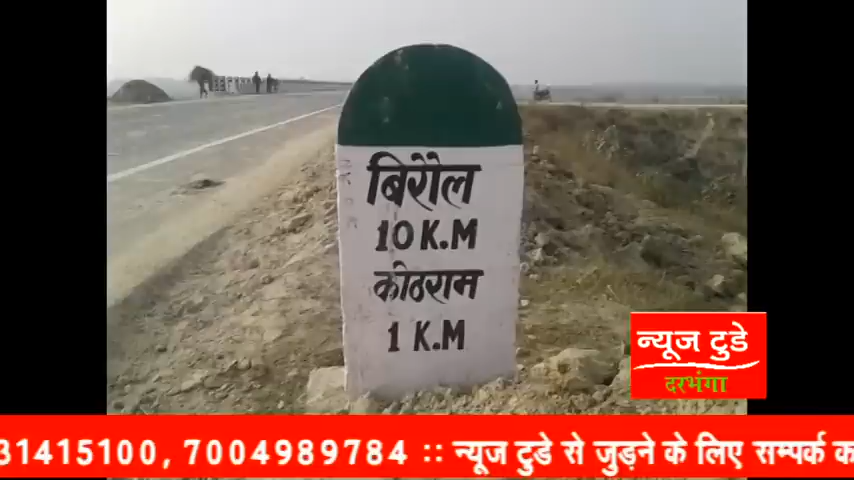 बिरौल
10 K.M
कोठराम
1 K.M
न्यूज टुडे
दरभंगा
31415100, 7004989784 :: न्यूज टुडे से जुड़ने के लिए सम्पर्क क